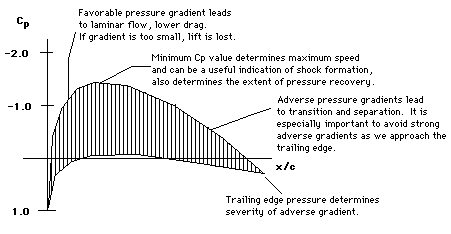 Favorable pressure gradient leads
to laminar flow, lower drag.
If gradient is too small, lift is lost.
Cp
-2.0
Minimum Cp value determines maximum speed
and can be a useful indication of shock formation,
also determines the extent of pressure recovery.
-1.0
Adverse pressure gradients lead
to transition and separation. It is
especially important to avoid strong
adverse gradients as we approach the
trailing edge.
x/c
Trailing edge pressure determines
severity of adverse gradient.
1.0